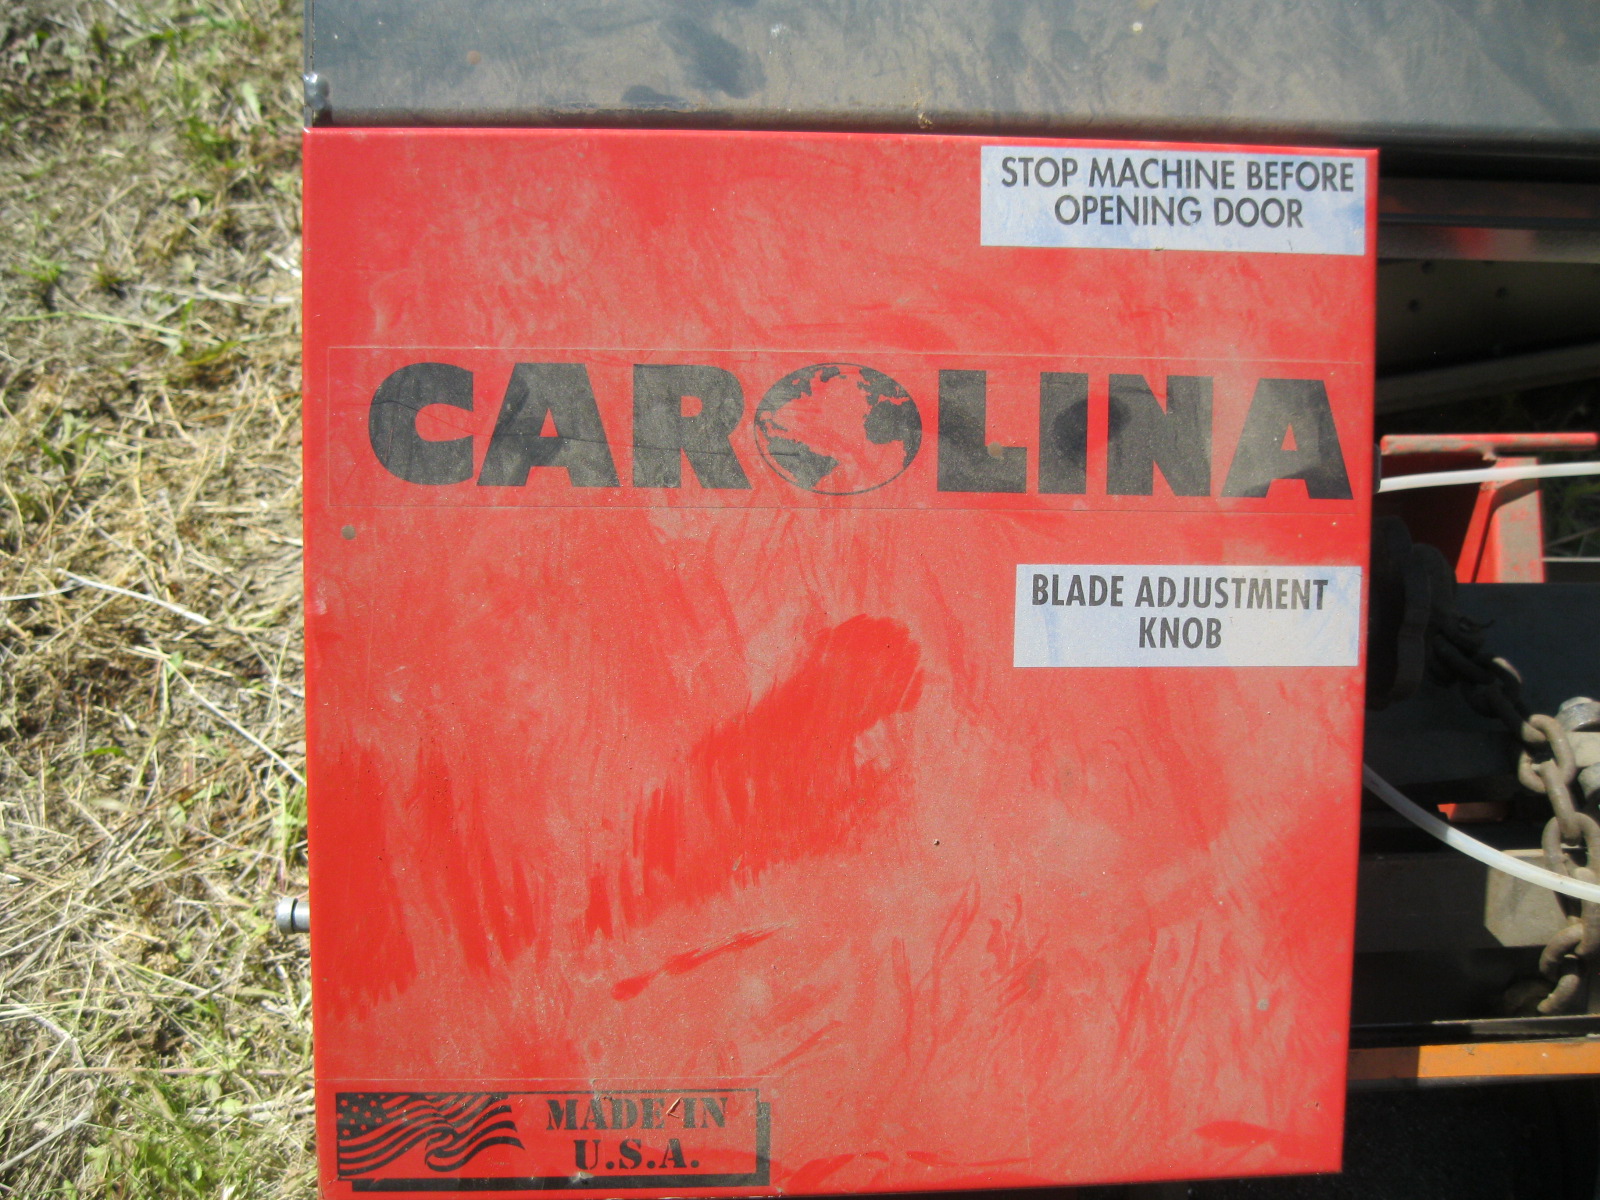 STOP MACHINE BEFORE
OPENING DOOR
CAROLINA
BLADE ADJUSTMENT
KNOB
MADE IN
U.S.A.